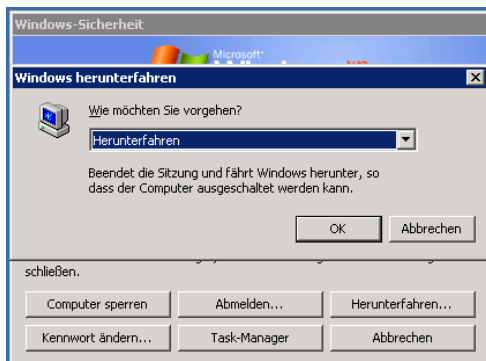 Windows-Sicherheit
Microsoft
xp
Windows herunterfahren
Wie möchten Sie vorgehen?
Herunterfahren
Beendet die Sitzung und fährt Windows herunter, so
dass der Computer ausgeschaltet werden kann.
OK Abbrechen
schließen.
Computer sperren Abmelden... Herunterfahren...
Kennwort ändern... Task-Manager Abbrechen